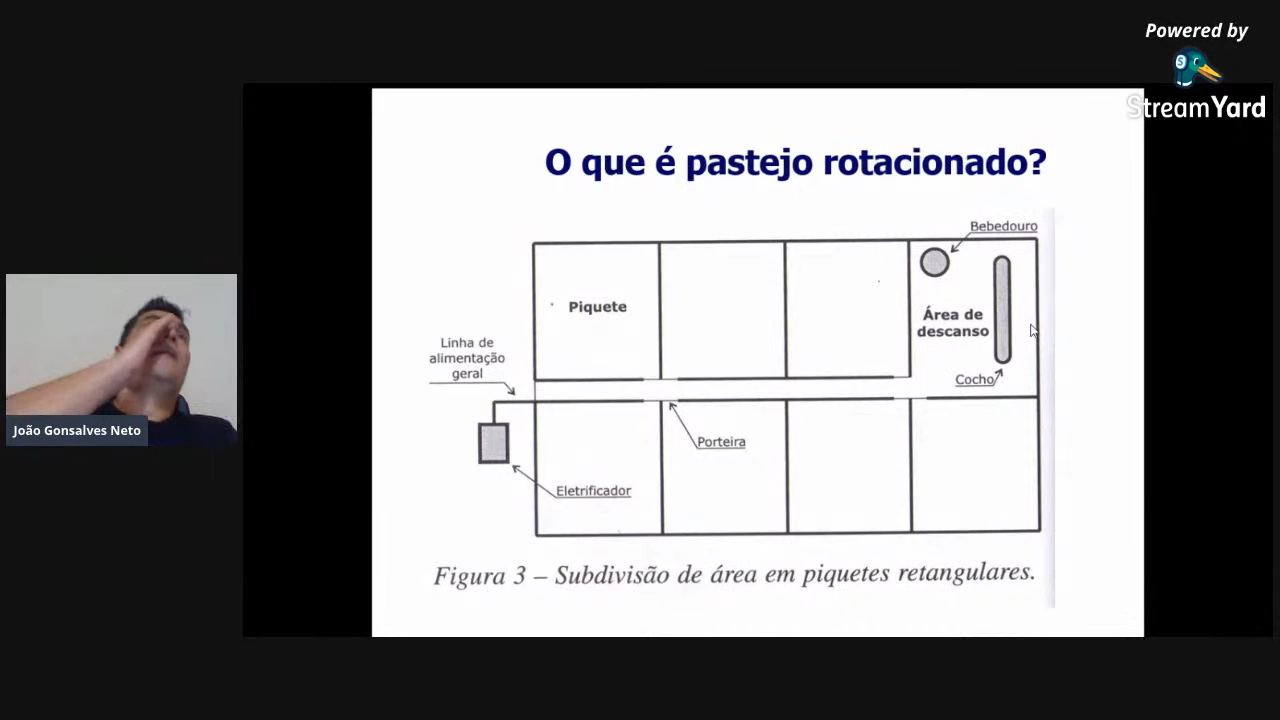 Powered by
StreamYard
O que é pastejo rotacionado?
Bebedouro
Piquete
Área de
descanso
Linha de
alimentação
geral
Cocho
Porteira
Eletrificador
Figura 3 – Subdivisão de área em piquetes retangulares.
João Gonsalves Neto